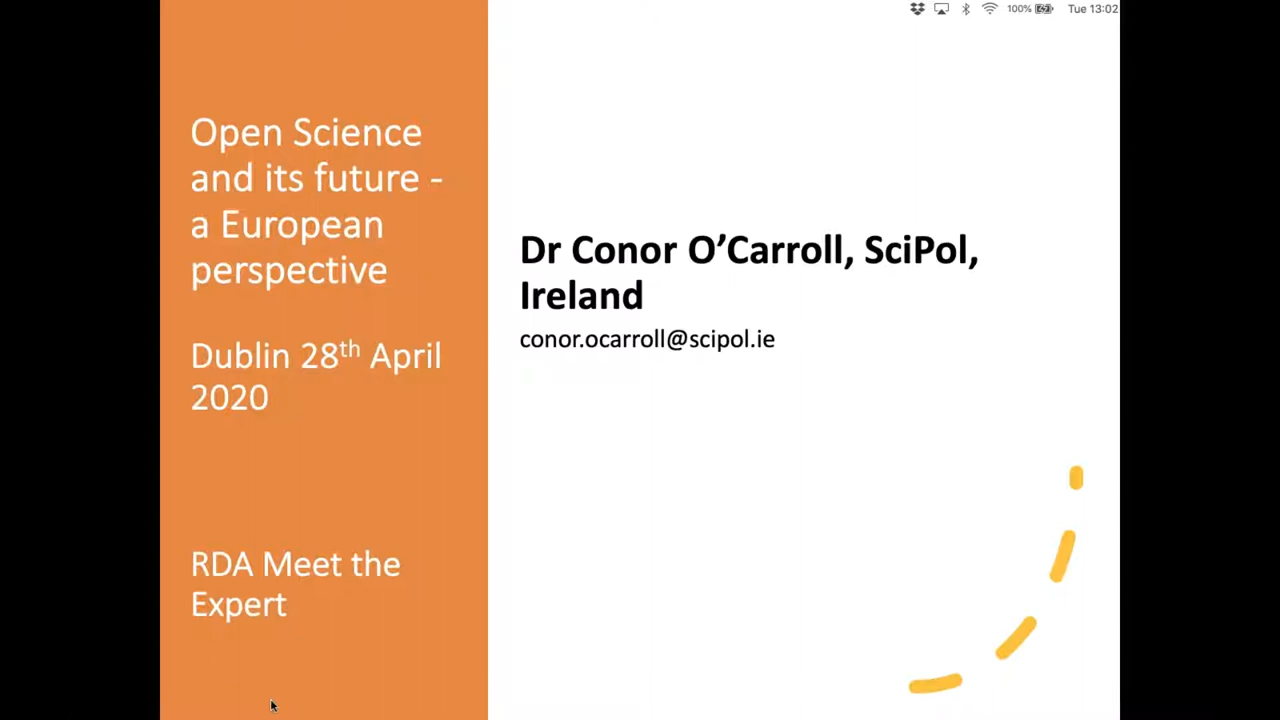 100% Tue 13:02
Open Science
and its future -
a European
perspective
Dublin 28th April
2020
RDA Meet the
Expert
Dr Conor O’Carroll, SciPol,
Ireland
conor.ocarroll@scipol.ie